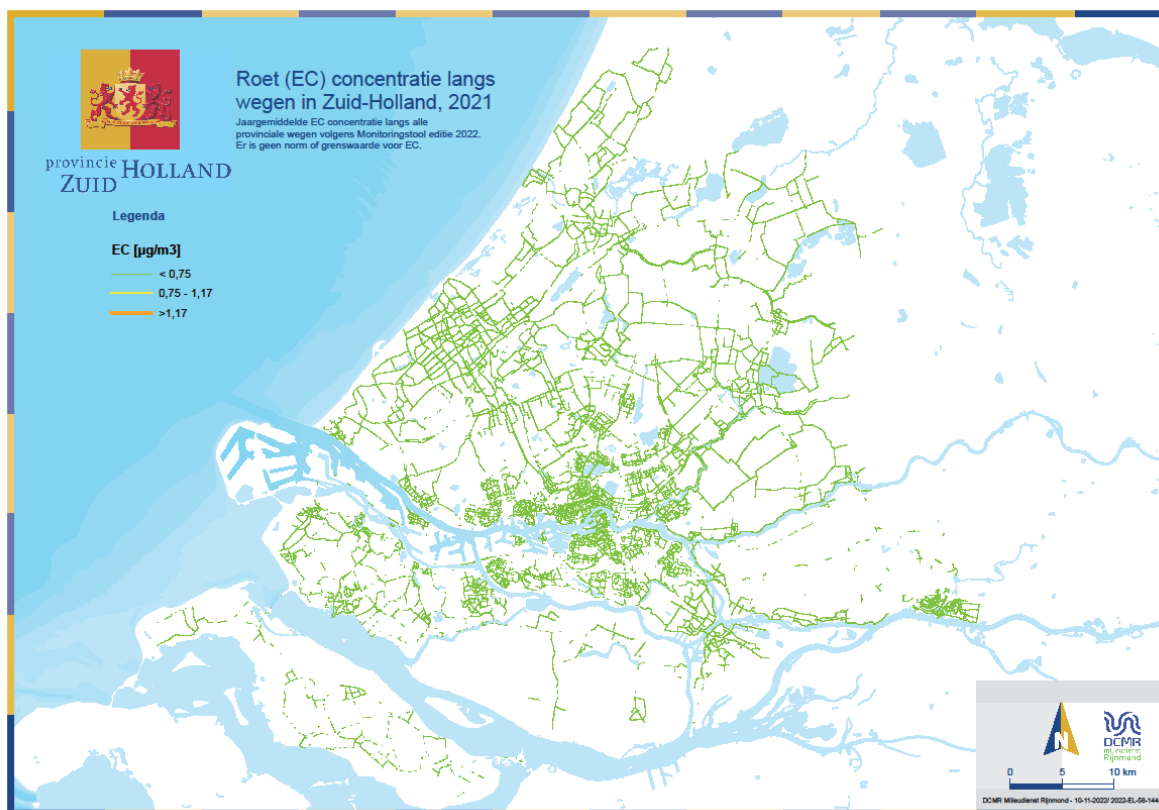 Roet (EC) concentratie langs
wegen in Zuid-Holland, 2021
Jaargemiddelde EC concentratie langs alle
provinciale wegen volgens Monitoringstool editie 2022.
Er is geen norm of grenswaarde voor EC.
provincie HOLLAND
ZUID
Legenda
EC [µg/m3]
< 0,75
0,75 - 1,17
>1,17
N
DCMR
milieudienst
Rijnmond
0 5 10 km
DCMR Milieudienst Rijnmond - 10-11-2022/ 2022-EL-58-144